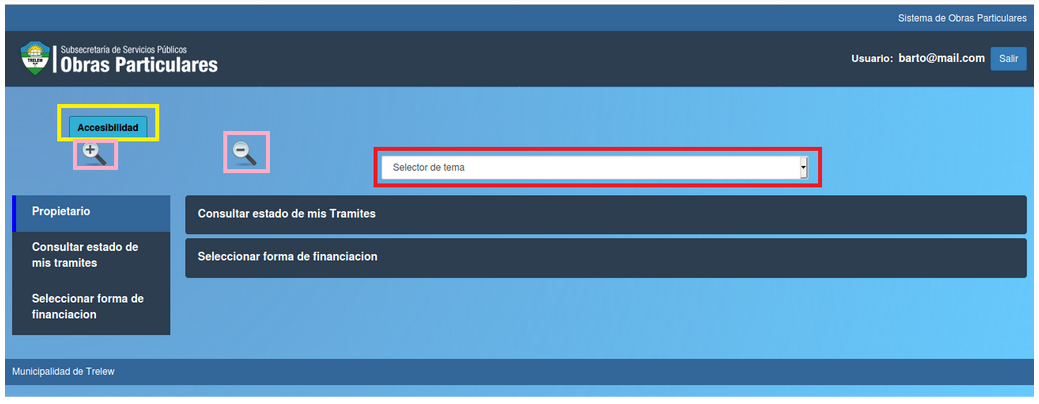 Sistema de Obras Particulares
Subsecretaría de Servicios Públicos
Obras Particulares
TRELEW
Usuario: barto@mail.com
Salir
Accesibilidad
Selector de tema
Propietario
Consultar estado de
mis tramites
Seleccionar forma de
financiacion
Consultar estado de mis Tramites
Seleccionar forma de financiacion
Municipalidad de Trelew